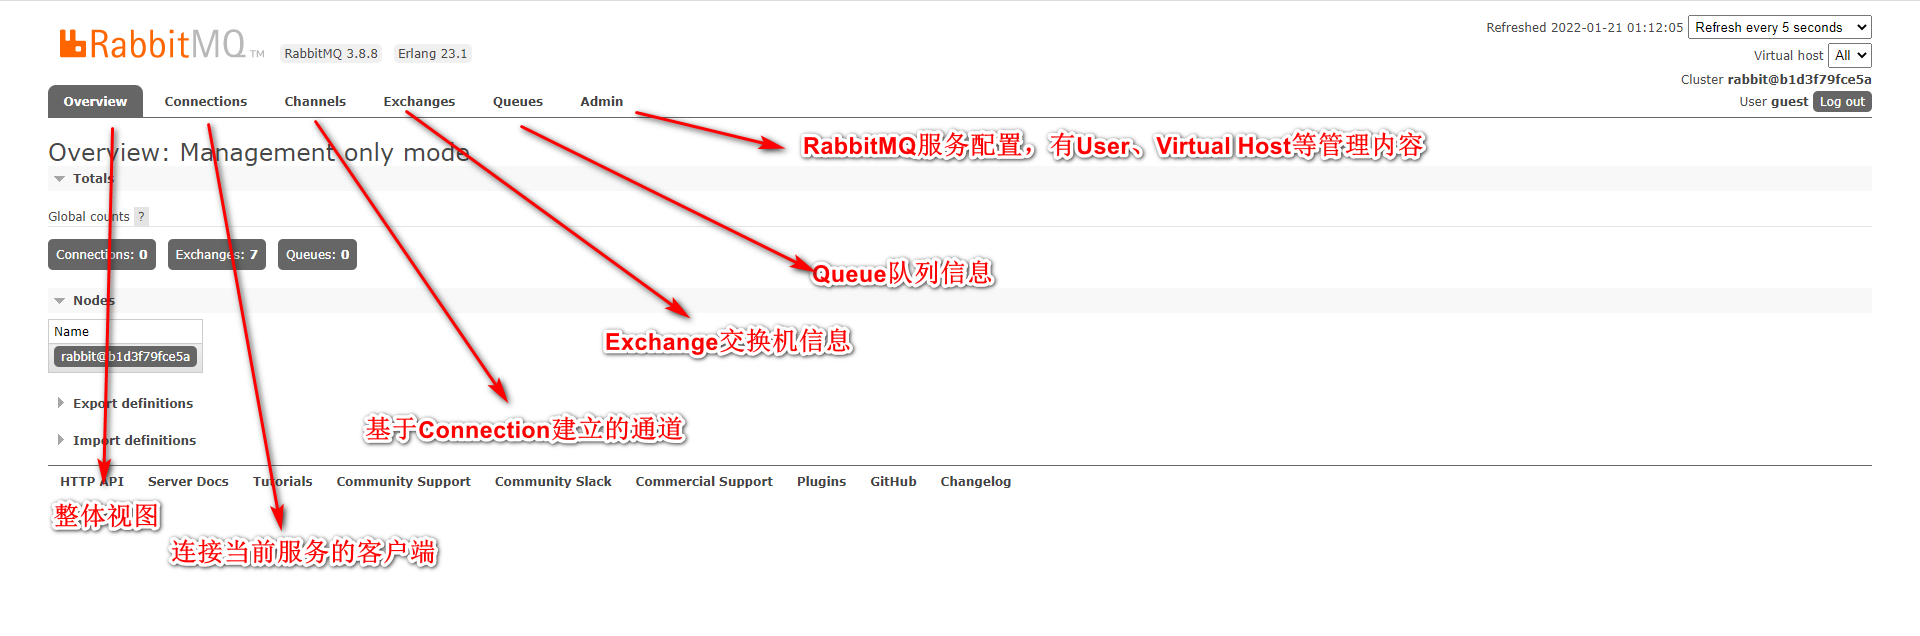 RabbitMQ TM RabbitMQ 3.8.8 Erlang 23.1
Refreshed 2022-01-21 01:12:05 Refresh every 5 seconds
Virtual host All
Cluster rabbit@b1d3f79fce5a
User guest Log out
Overview Connections Channels Exchanges Queues Admin
RabbitMQ服务配置，有User、Virtual Host等管理内容
Overview: Management only mode
Totals
Global counts ?
Connections: 0 Exchanges: 7 Queues: 0
Queue队列信息
Nodes
Name
Exchange交换机信息
rabbit@b1d3f79fce5a
Export definitions
基于Connection建立的通道
Import definitions
HTTP API Server Docs Tutorials Community Support Community Slack Commercial Support Plugins GitHub Changelog
整体视图
连接当前服务的客户端